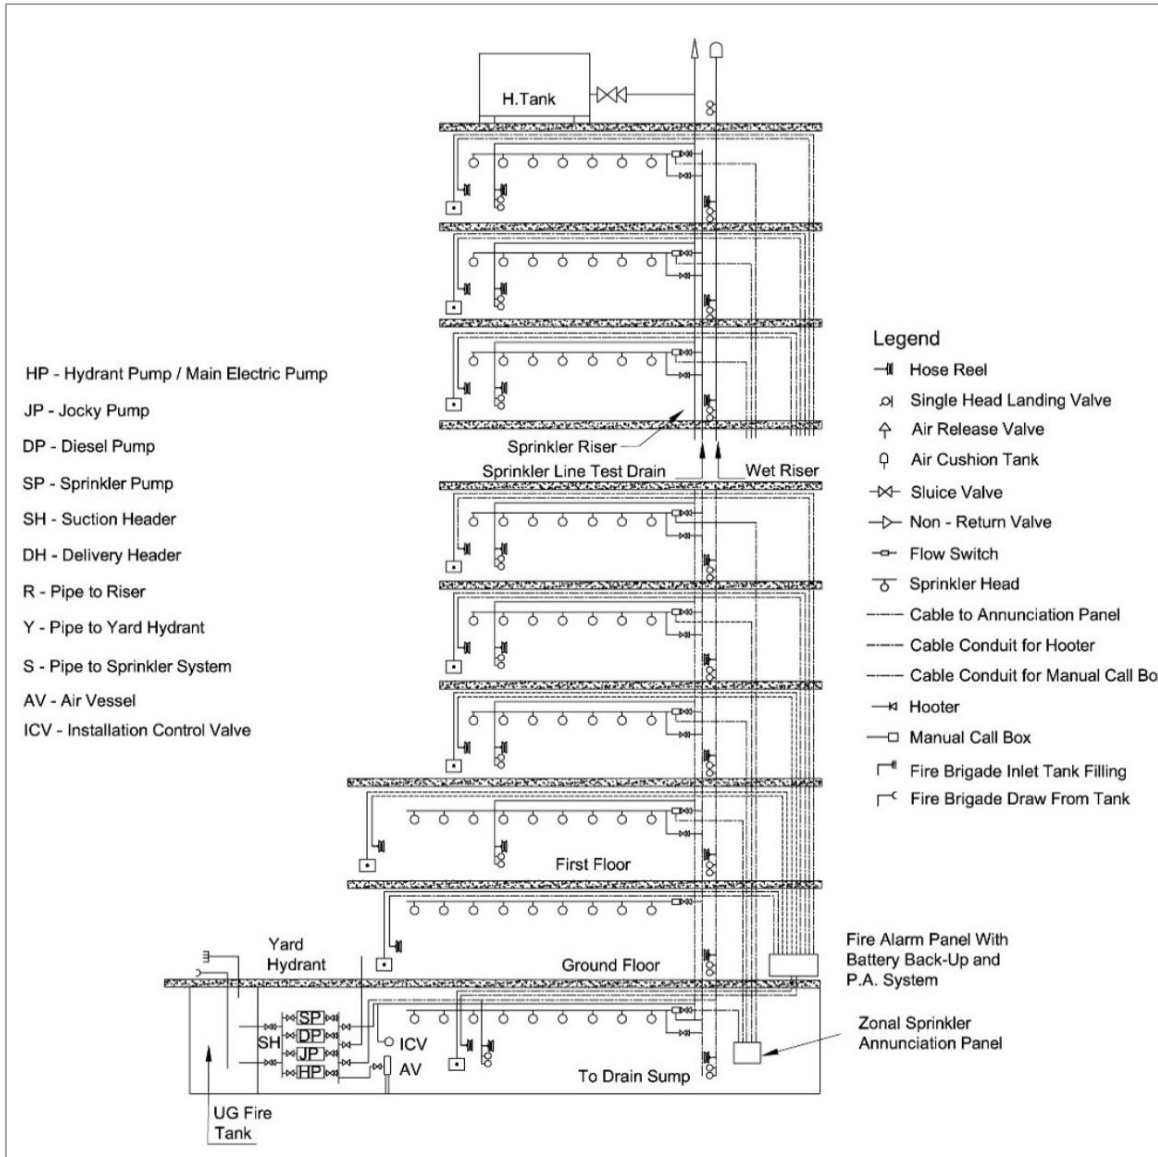 H.Tank
HP - Hydrant Pump / Main Electric Pump
JP - Jocky Pump
DP - Diesel Pump
SP - Sprinkler Pump
SH - Suction Header
DH - Delivery Header
R - Pipe to Riser
Y - Pipe to Yard Hydrant
S - Pipe to Sprinkler System
AV - Air Vessel
ICV - Installation Control Valve
Sprinkler Riser
Sprinkler Line Test Drain
Wet Riser
First Floor
Ground Floor
Yard
Hydrant
SP
DP
SH
JP
HP
ICV
AV
To Drain Sump
UG Fire
Tank
Legend
Hose Reel
Single Head Landing Valve
Air Release Valve
Air Cushion Tank
Sluice Valve
Non - Return Valve
Flow Switch
Sprinkler Head
Cable to Annunciation Panel
Cable Conduit for Hooter
Cable Conduit for Manual Call Bo
Hooter
Manual Call Box
Fire Brigade Inlet Tank Filling
Fire Brigade Draw From Tank
Fire Alarm Panel With
Battery Back-Up and
P.A. System
Zonal Sprinkler
Annunciation Panel